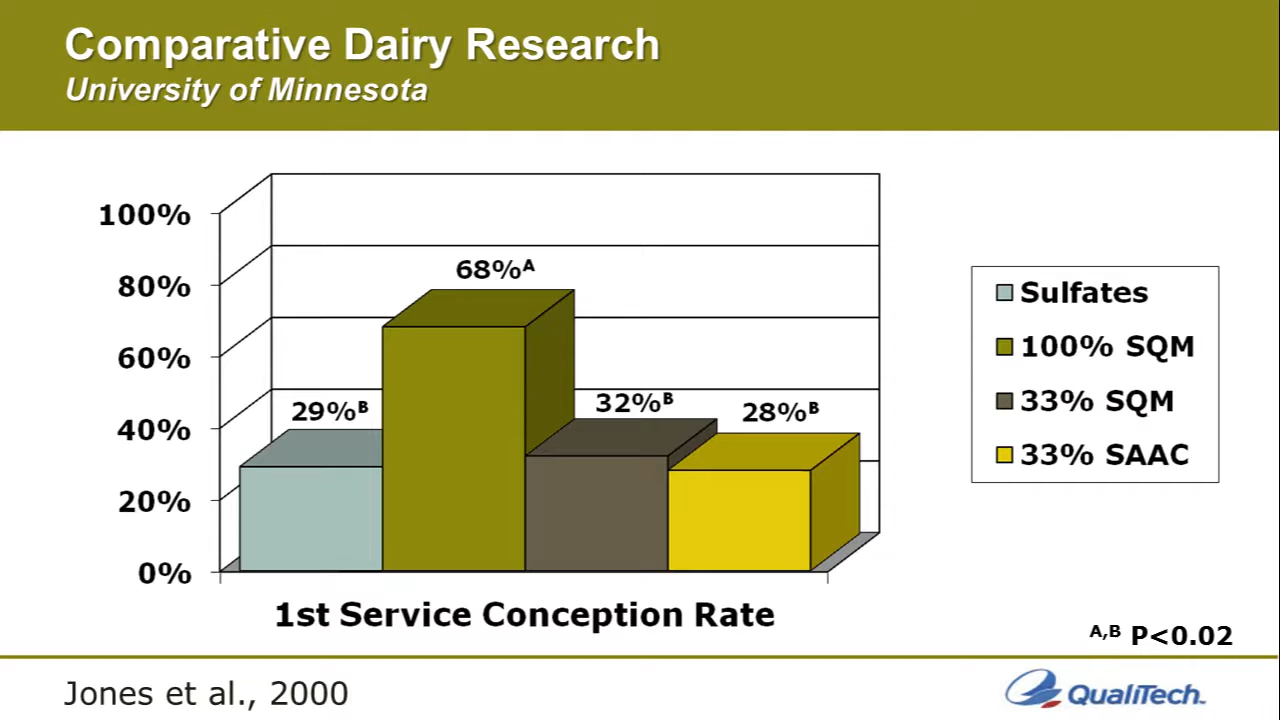 Comparative Dairy Research
University of Minnesota
100%
80%
60%
40%
20%
0%
29%ᴮ
68%ᴬ
32%ᴮ
28%ᴮ
1st Service Conception Rate
Sulfates
100% SQM
33% SQM
33% SAAC
ᴬ,ᴮ P<0.02
Jones et al., 2000
QualiTech™